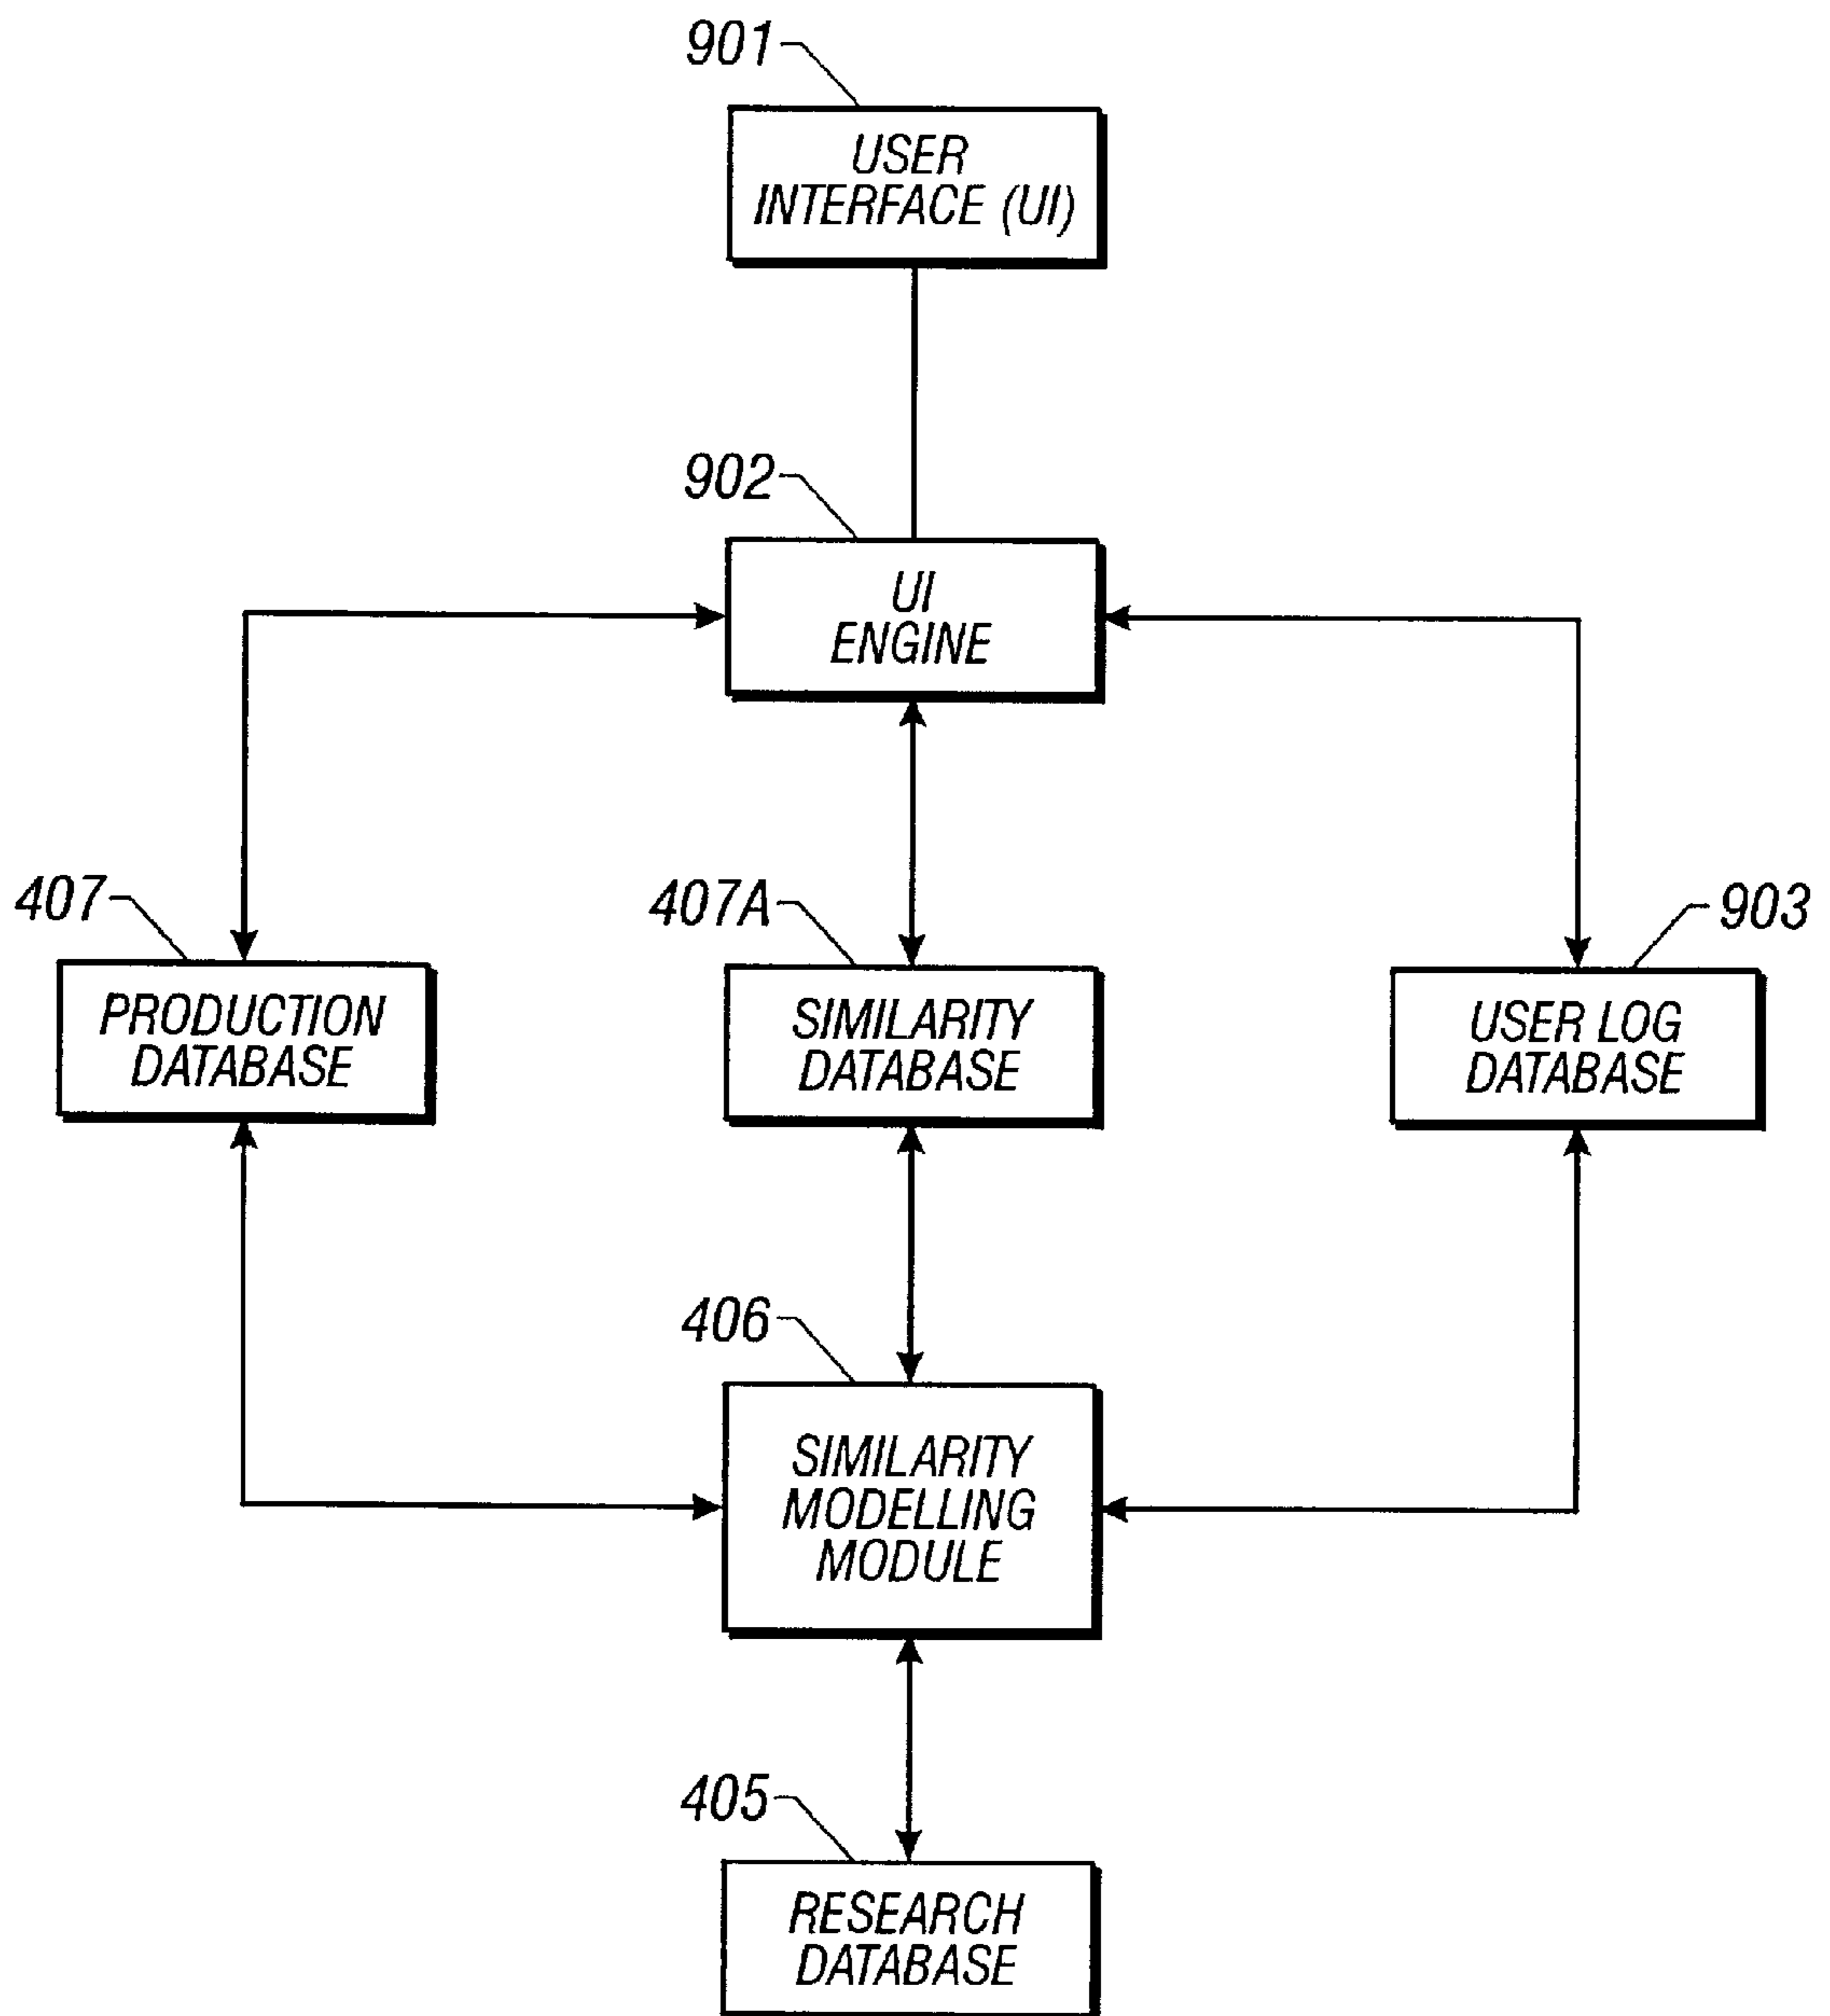 901
USER
INTERFACE (UI)
902
UI
ENGINE
407
PRODUCTION
DATABASE
407A
SIMILARITY
DATABASE
903
USER LOG
DATABASE
406
SIMILARITY
MODELLING
MODULE
405
RESEARCH
DATABASE